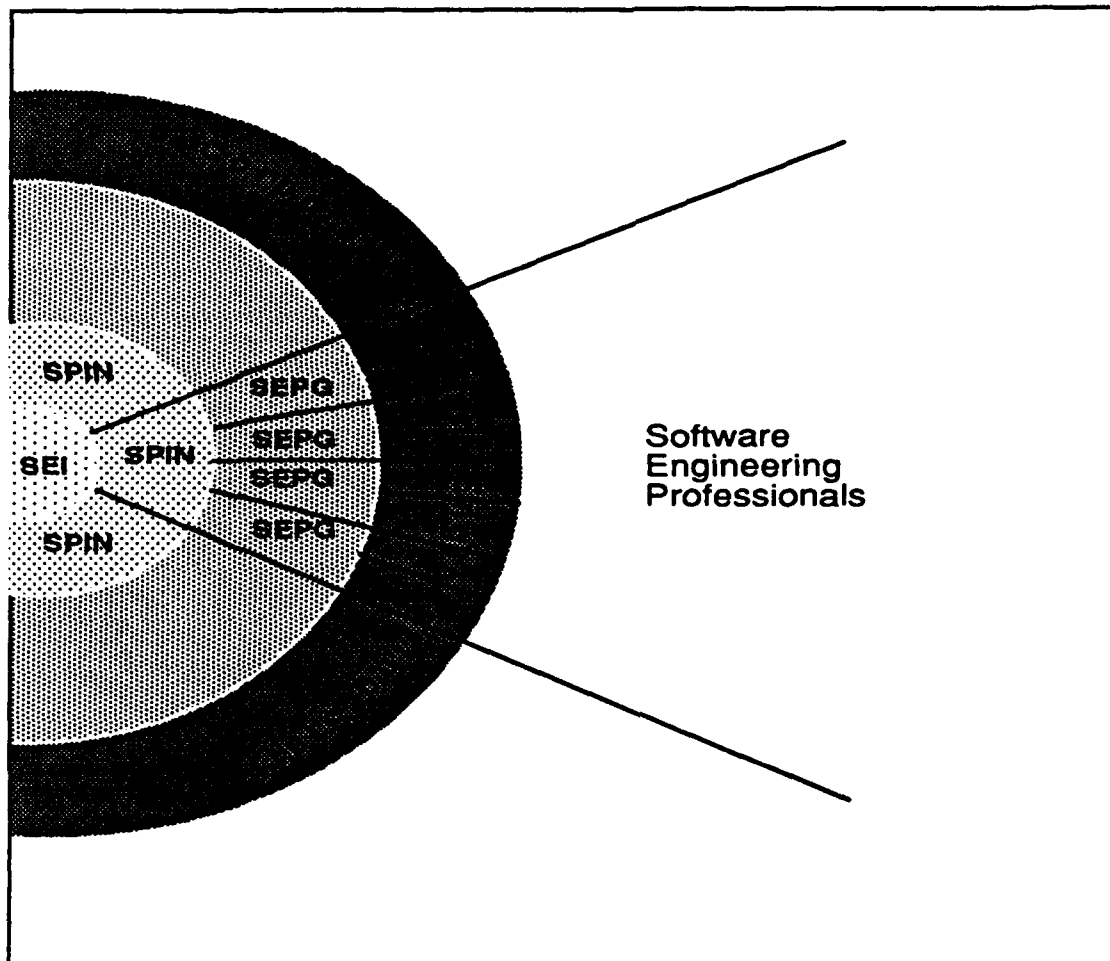 SPIN
SEPG
SEPG
SPIN
SEI
SEPG
SEPG
SPIN
Software
Engineering
Professionals